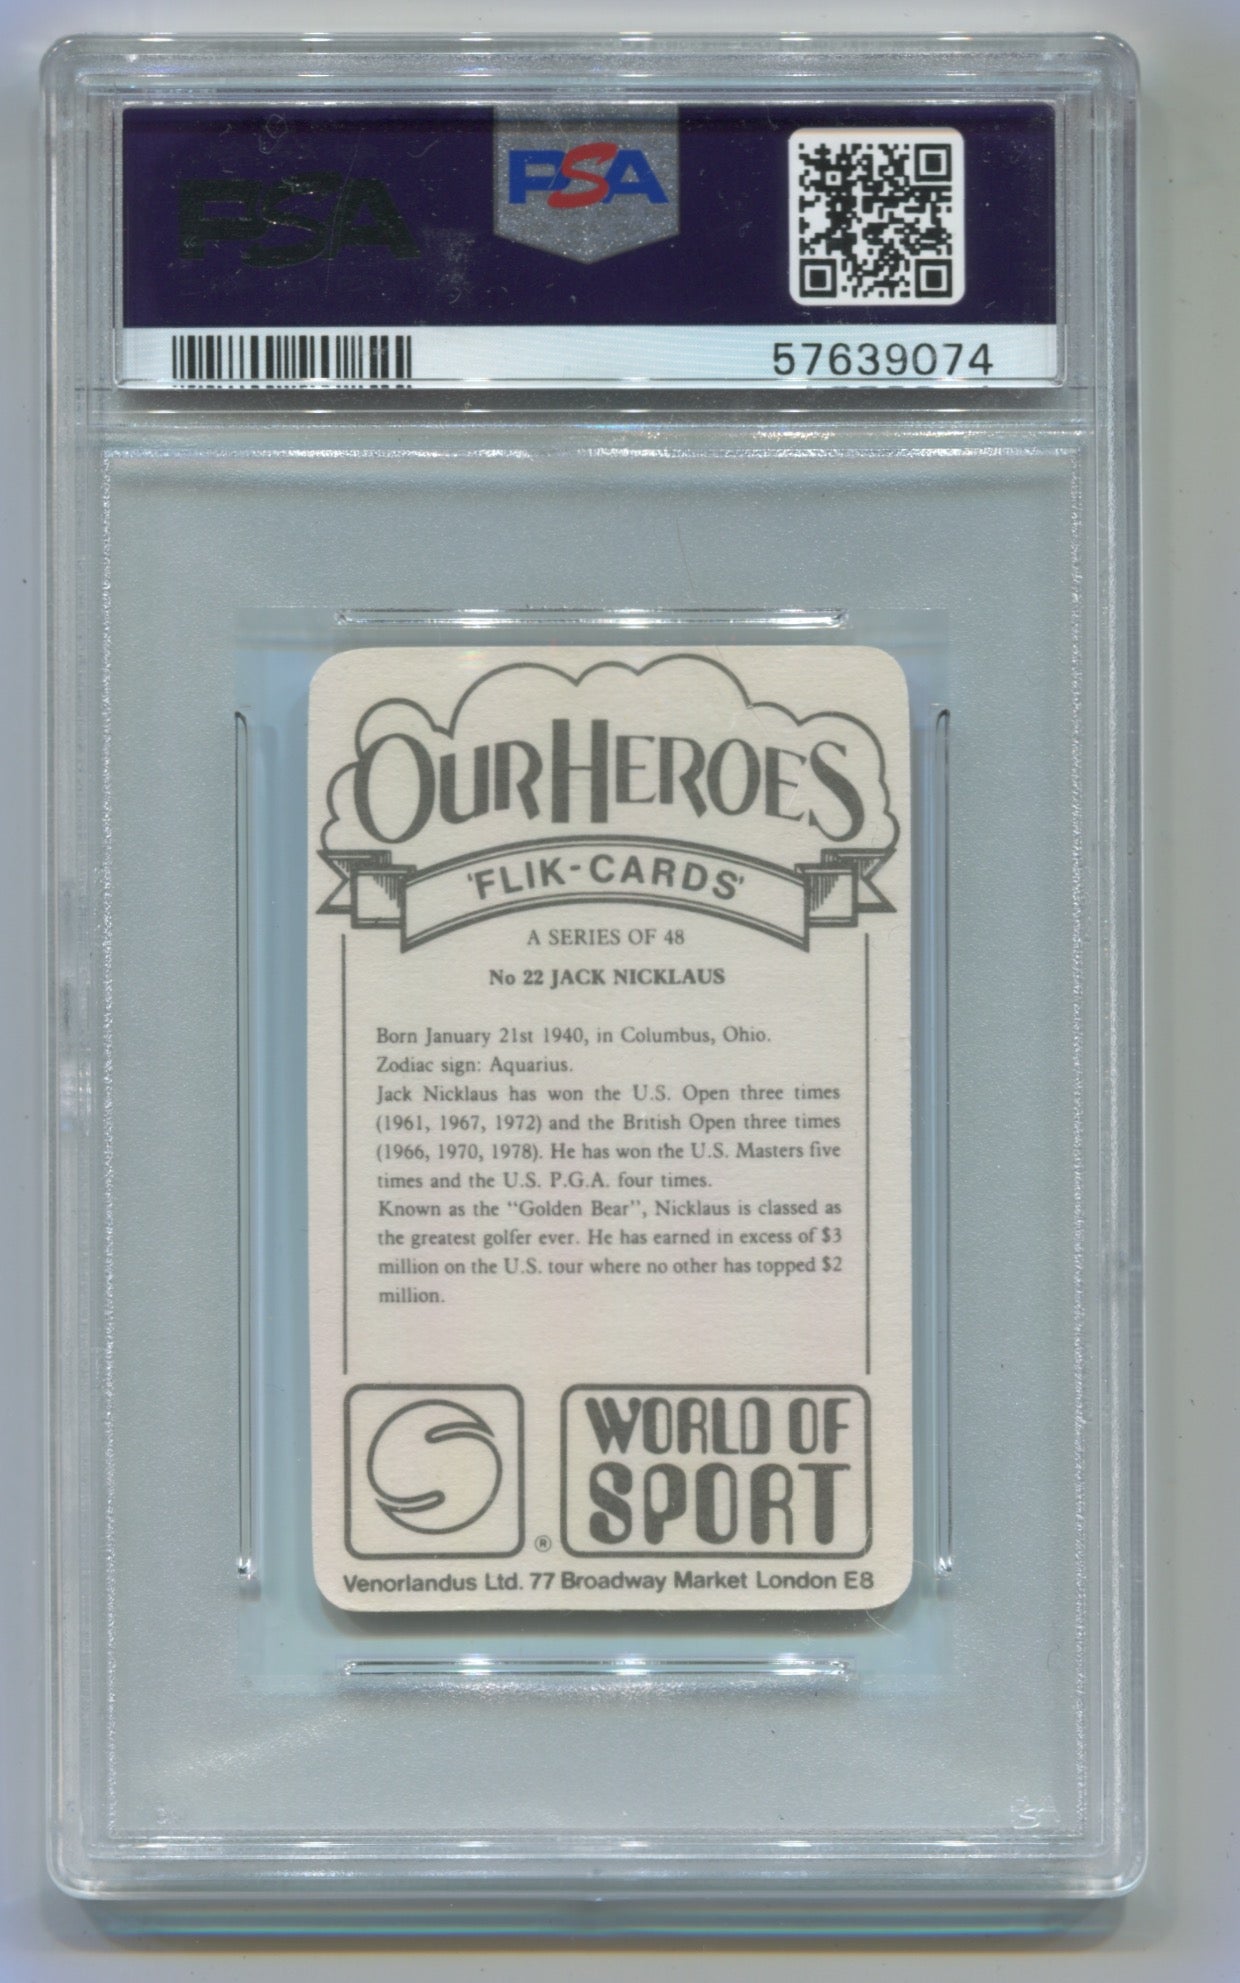 PSA
PSA
57639074
OUR HEROES
'FLIK-CARDS'
A SERIES OF 48
No 22 JACK NICKLAUS
Born January 21st 1940, in Columbus, Ohio.
Zodiac sign: Aquarius.
Jack Nicklaus has won the U.S. Open three times
(1961, 1967, 1972) and the British Open three times
(1966, 1970, 1978). He has won the U.S. Masters five
times and the U.S. P.G.A. four times.
Known as the "Golden Bear", Nicklaus is classed as
the greatest golfer ever. He has earned in excess of $3
million on the U.S. tour where no other has topped $2
million.
WORLD OF
SPORT
®
Venorlandus Ltd. 77 Broadway Market London E8
PSA